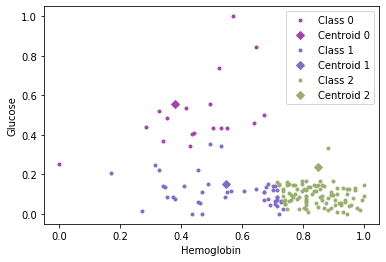 1.0
0.8
0.6
0.4
0.2
0.0
Glucose
0.0 0.2 0.4 0.6 0.8 1.0
Hemoglobin
Class 0
Centroid 0
Class 1
Centroid 1
Class 2
Centroid 2